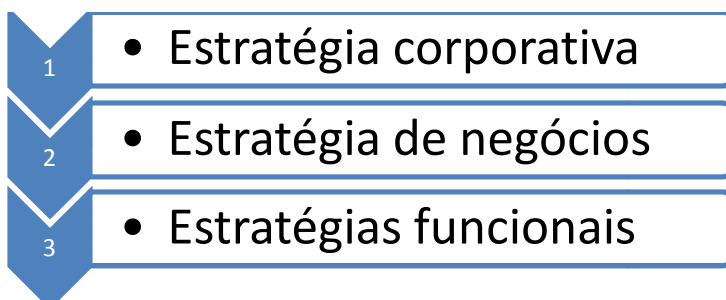 1
• Estratégia corporativa
2
• Estratégia de negócios
3
• Estratégias funcionais